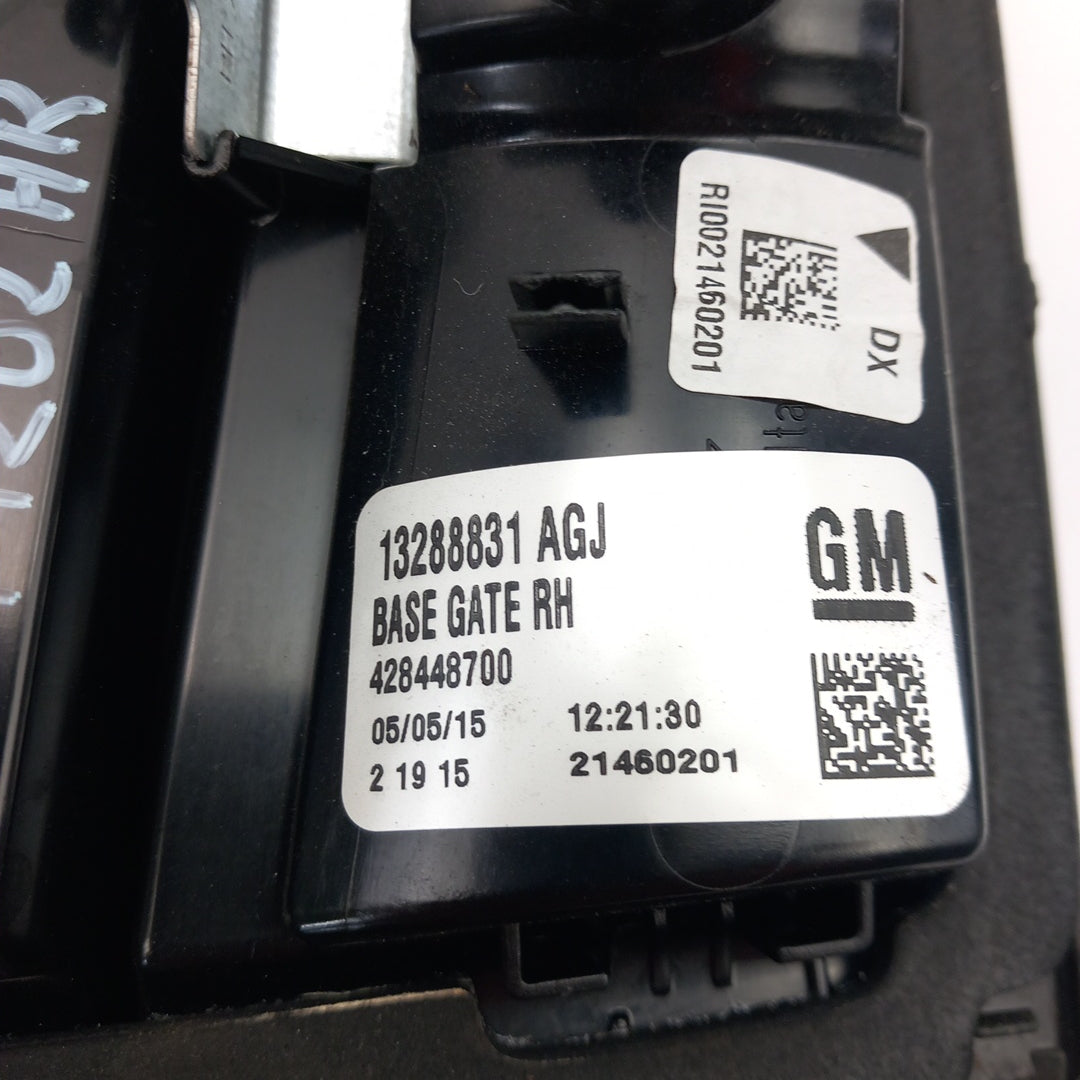 RI0021460201
DX
13288831 AGJ
GM
BASE GATE RH
428448700
05/05/15 12:21:30
2 19 15 21460201